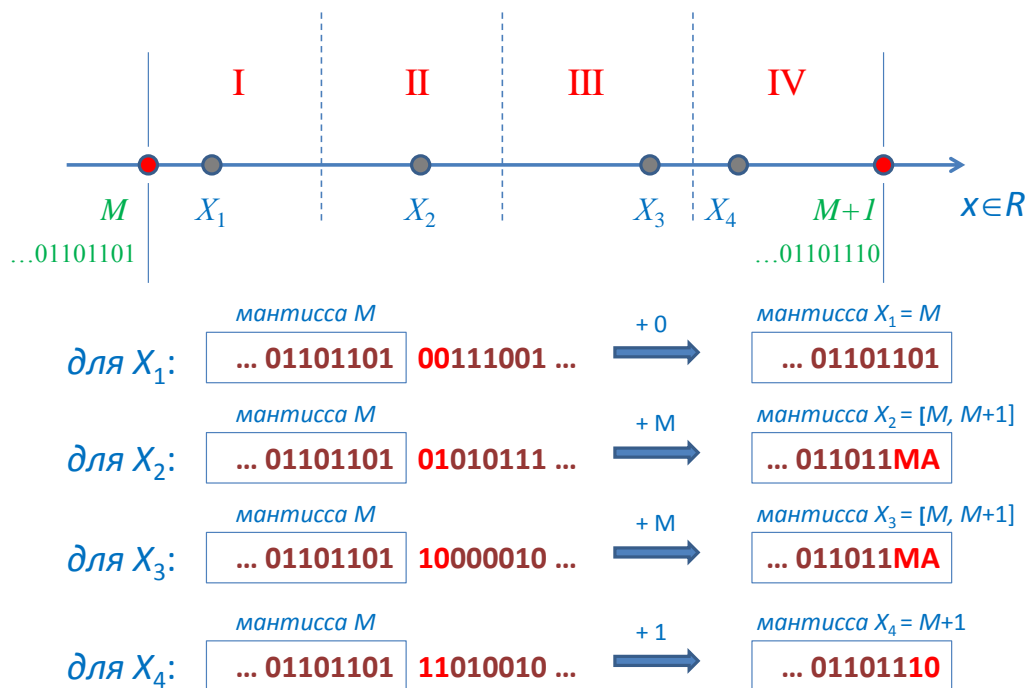 I II III IV
M X1 X2 X3 X4 M+1 x∈R
...01101101 ...01101110
мантисса M + 0 мантисса X1 = M
для X1: ... 01101101 00111001 ... ... 01101101
мантисса M + M мантисса X2 = [M, M+1]
для X2: ... 01101101 01010111 ... ... 011011MA
мантисса M + M мантисса X3 = [M, M+1]
для X3: ... 01101101 10000010 ... ... 011011MA
мантисса M + 1 мантисса X4 = M+1
для X4: ... 01101101 11010010 ... ... 01101110